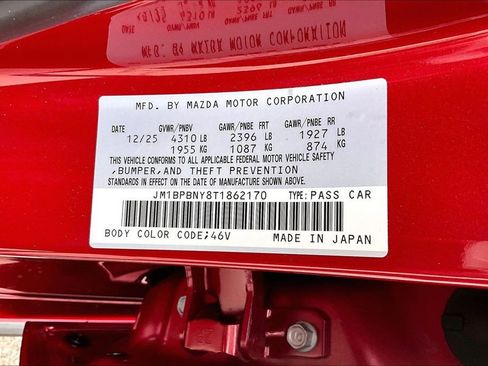 MFD. BY MAZDA MOTOR CORPORATION
GVWR/PNBV GAWR/PNBE FRT GAWR/PNBE RR
12/25 4310 LB 2396 LB 1927 LB
1955 KG 1087 KG 874 KG
THIS VEHICLE CONFORMS TO ALL APPLICABLE FEDERAL MOTOR VEHICLE SAFETY
,BUMPER,AND THEFT PREVENTION
STANDARDS IN EFFECT ON THE DATE OF MANUFACTURE SHOWN ABOVE.
JM1BPBNY8T1862170 TYPE:PASS CAR
BODY COLOR CODE;46V MADE IN JAPAN